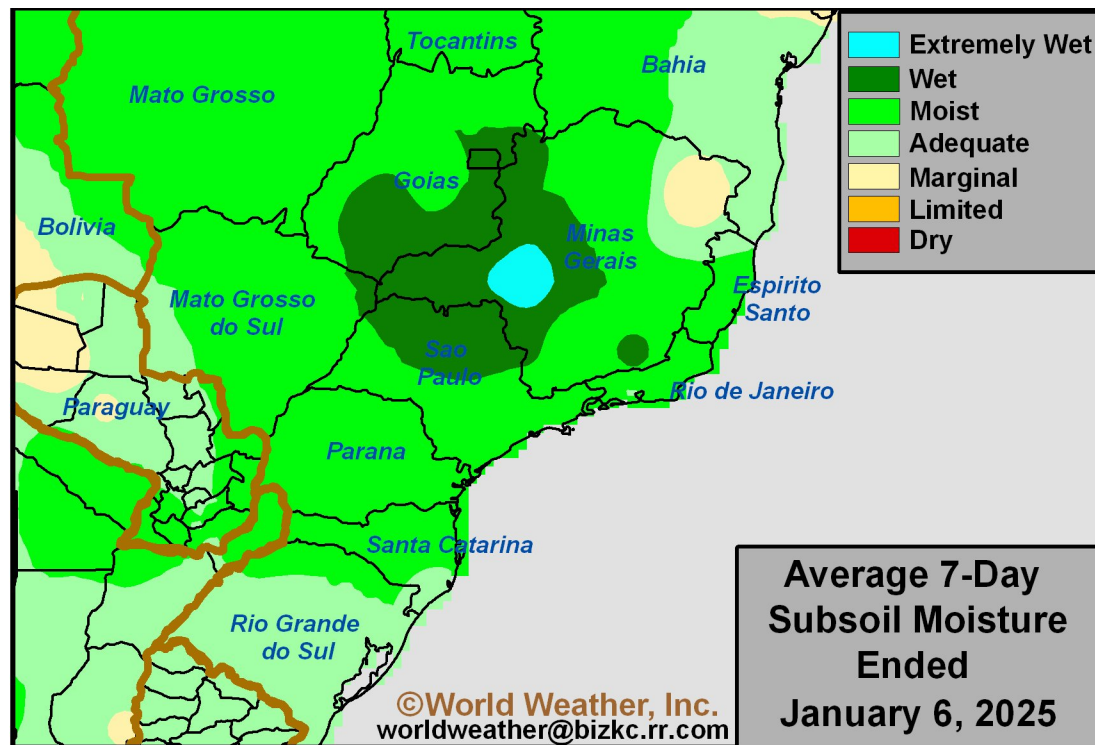 Tocantins
Bahia
Mato Grosso
Goias
Bolivia
Minas
Gerais
Mato Grosso
do Sul
Espirito
Santo
Sao
Paulo
Rio de Janeiro
Paraguay
Parana
Santa Catarina
Rio Grande
do Sul
Extremely Wet
Wet
Moist
Adequate
Marginal
Limited
Dry
Average 7-Day
Subsoil Moisture
Ended
January 6, 2025
©World Weather, Inc.
worldweather@bizkc.rr.com